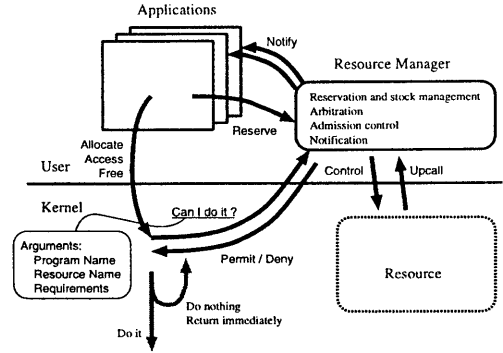 Applications
Notify
Resource Manager
Reservation and stock management
Arbitration
Admission control
Notification
Reserve
Allocate
Access
Free
User
Control
Upcall
Kernel
Can I do it ?
Arguments:
Program Name
Resource Name
Requirements
Permit / Deny
Resource
Do nothing
Return immediately
Do it